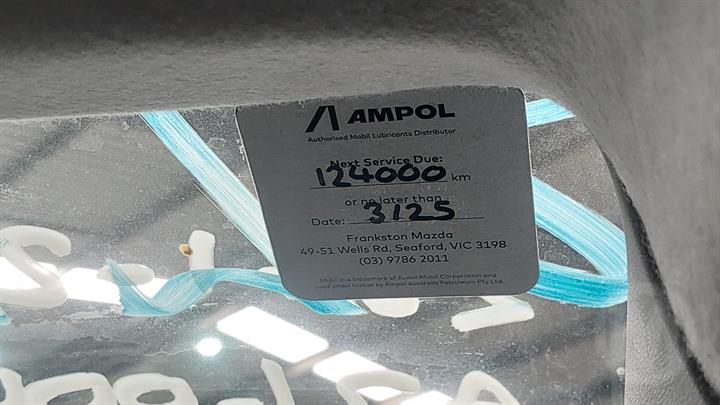 AMPOL
Authorised Mobil Lubricants Distributor
Next Service Due:
124000 km
or no later than
Date: 3/25
Frankston Mazda
49-51 Wells Rd, Seaford, VIC 3198
(03) 9786 2011
Mobil is a trademark of Exxon Mobil Corporation and
used under license by Ampol Australia Petroleum Pty Ltd.